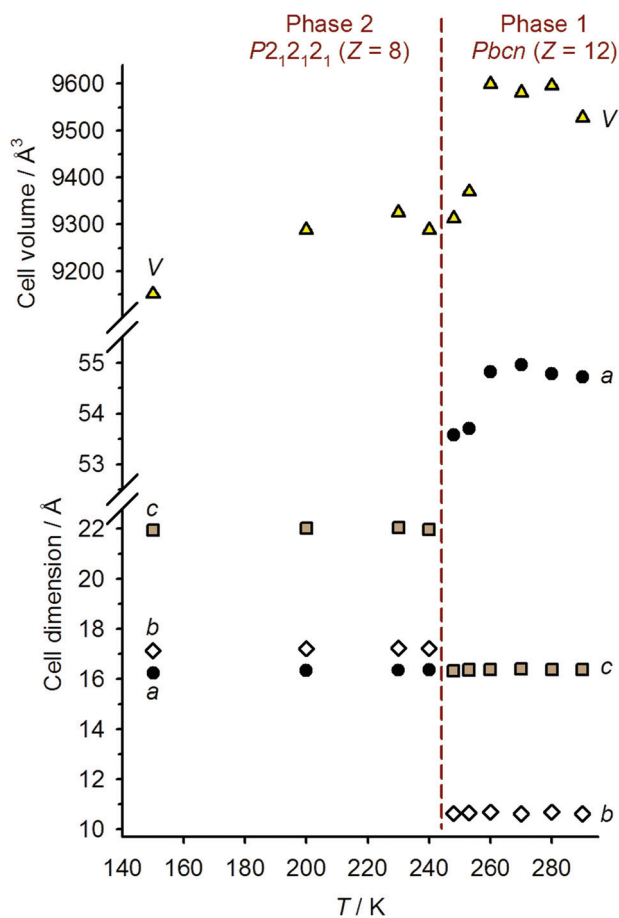 Phase 2
P2₁2₁2₁ (Z = 8)
Phase 1
Pbcn (Z = 12)
Cell volume / Å³
9600
9500
9400
9300
9200
V
V
55
54
53
a
Cell dimension / Å
22
20
18
16
14
12
10
c
b
a
c
b
140 160 180 200 220 240 260 280
T / K